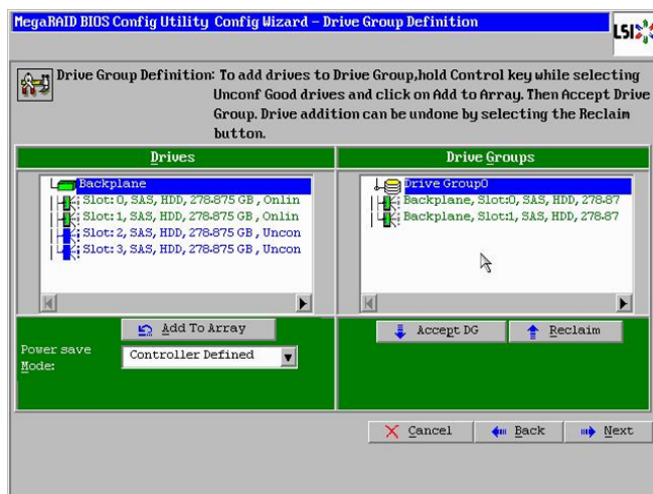 MegaRAID BIOS Config Utility Config Wizard – Drive Group Definition
LSI
Drive Group Definition: To add drives to Drive Group,hold Control key while selecting
Unconf Good drives and click on Add to Array. Then Accept Drive
Group. Drive addition can be undone by selecting the Reclaim
button.
Drives
Backplane
Slot: 0, SAS, HDD, 278.875 GB, Onlin
Slot: 1, SAS, HDD, 278.875 GB, Onlin
Slot: 2, SAS, HDD, 278.875 GB, Uncon
Slot: 3, SAS, HDD, 278.875 GB, Uncon
Add To Array
Power save
Mode:
Controller Defined
Drive Groups
Drive Group0
Backplane, Slot:0, SAS, HDD, 278.87
Backplane, Slot:1, SAS, HDD, 278.87
Accept DG
Reclaim
Cancel
Back
Next